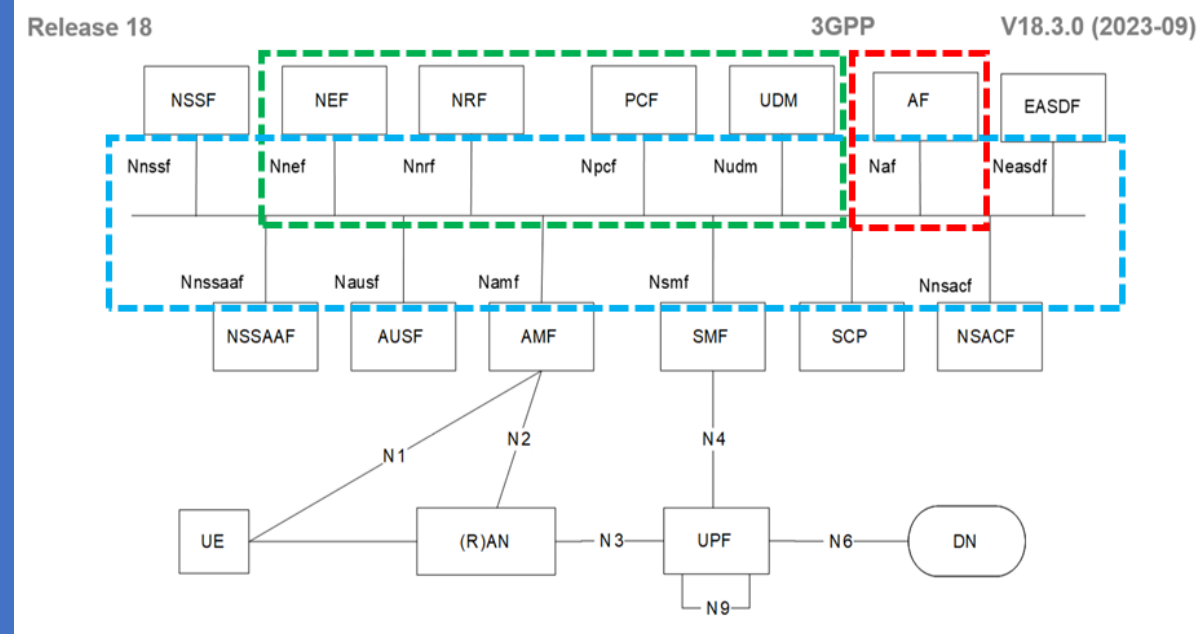 Release 18 3GPP V18.3.0 (2023-09)
NSSF NEF NRF PCF UDM AF EASDF
Nnssf Nnef Nnrf Npcf Nudm Naf Neasdf
Nnssaaf Nausf Namf Nsmf Nnsacf
NSSAAF AUSF AMF SMF SCP NSACF
N1 N2 N4
UE (R)AN N3 UPF N6 DN
N9